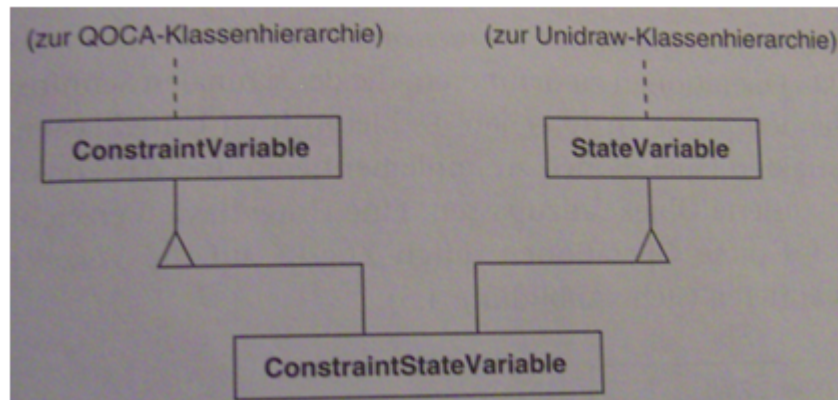 (zur QOCA-Klassenhierarchie)
(zur Unidraw-Klassenhierarchie)
ConstraintVariable
StateVariable
ConstraintStateVariable